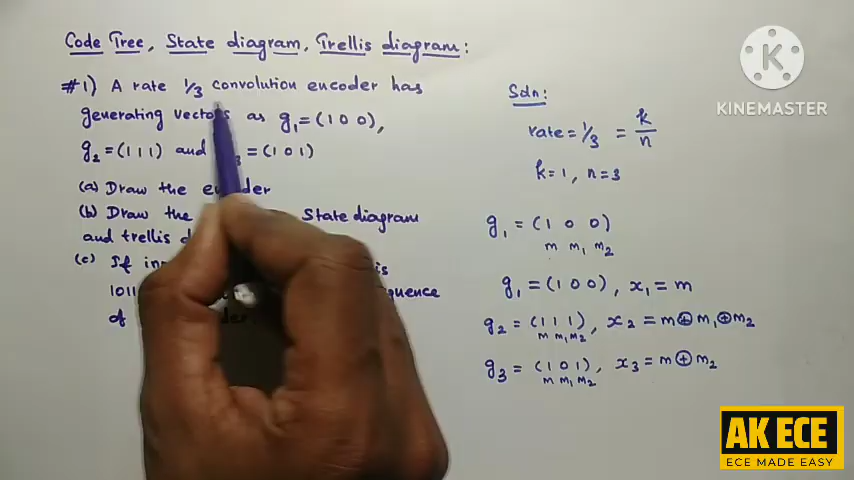 Code Tree, State diagram, Trellis diagram:
#1) A rate 1/3 convolution encoder has
generating vectors as g1 = (1 0 0),
g2 = (1 1 1) and = (1 0 1)
(a) Draw the
(b) Draw the State diagram
and trellis
(c) If is
of
Soln:
rate = 1/3 = k/n
k=1, n=3
g1 = (1 0 0)
m m1 m2
g1 = (1 0 0), x1 = m
g2 = (1 1 1), x2 = m ⊕ m1 ⊕ m2
m m1 m2
g3 = (1 0 1), x3 = m ⊕ m2
m m1 m2
KINEMASTER
AK ECE
ECE MADE EASY